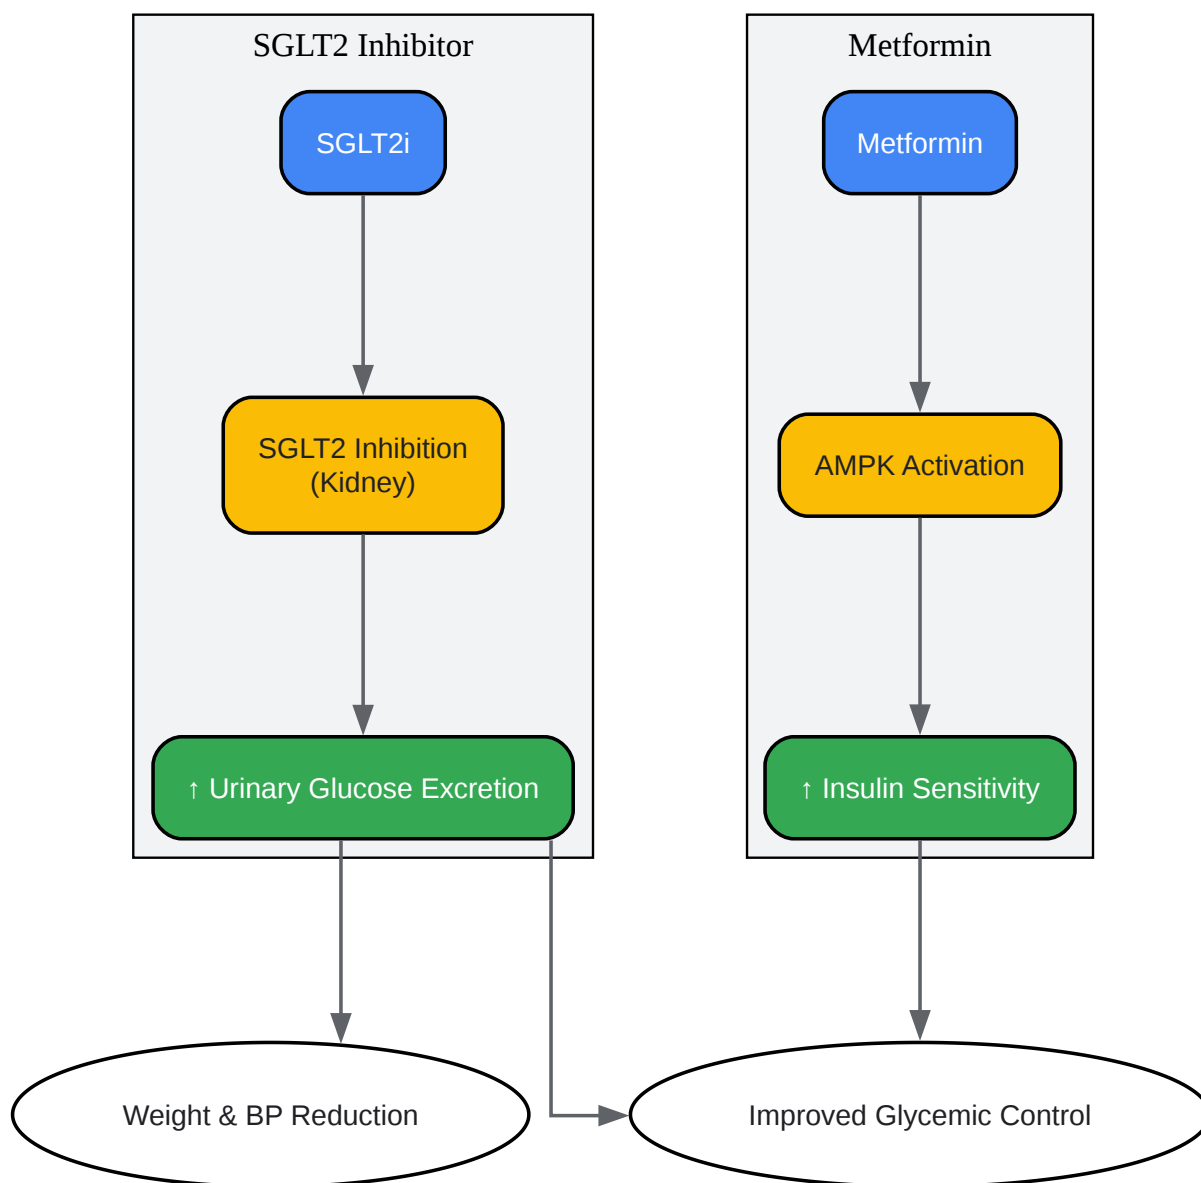 SGLT2 Inhibitor
SGLT2i
SGLT2 Inhibition
(Kidney)
↑ Urinary Glucose Excretion
Metformin
Metformin
AMPK Activation
↑ Insulin Sensitivity
Weight & BP Reduction
Improved Glycemic Control